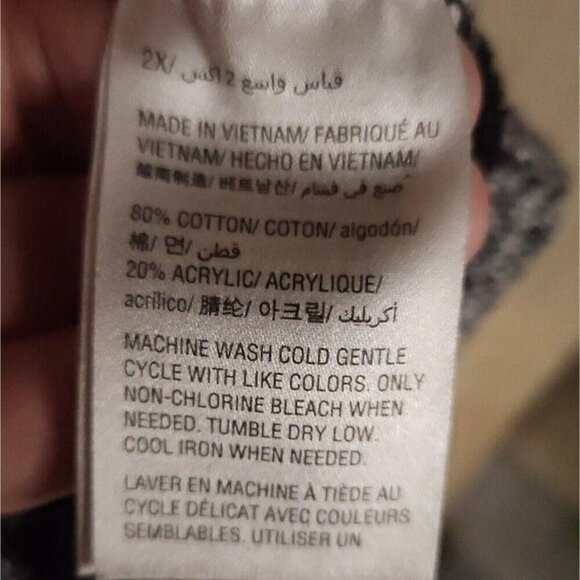 2X/ قياس واسع 2 اكس
MADE IN VIETNAM/ FABRIQUÉ AU
VIETNAM/ HECHO EN VIETNAM/
越南制造/ 베트남산/ صنع في فيتنام
80% COTTON/ COTON/ algodón/
棉/ 면/ قطن
20% ACRYLIC/ ACRYLIQUE/
acrílico/ 腈纶/ 아크릴/ أكريليك
MACHINE WASH COLD GENTLE
CYCLE WITH LIKE COLORS. ONLY
NON-CHLORINE BLEACH WHEN
NEEDED. TUMBLE DRY LOW.
COOL IRON WHEN NEEDED.
LAVER EN MACHINE À TIÈDE AU
CYCLE DÉLICAT AVEC COULEURS
SEMBLABLES. UTILISER UN